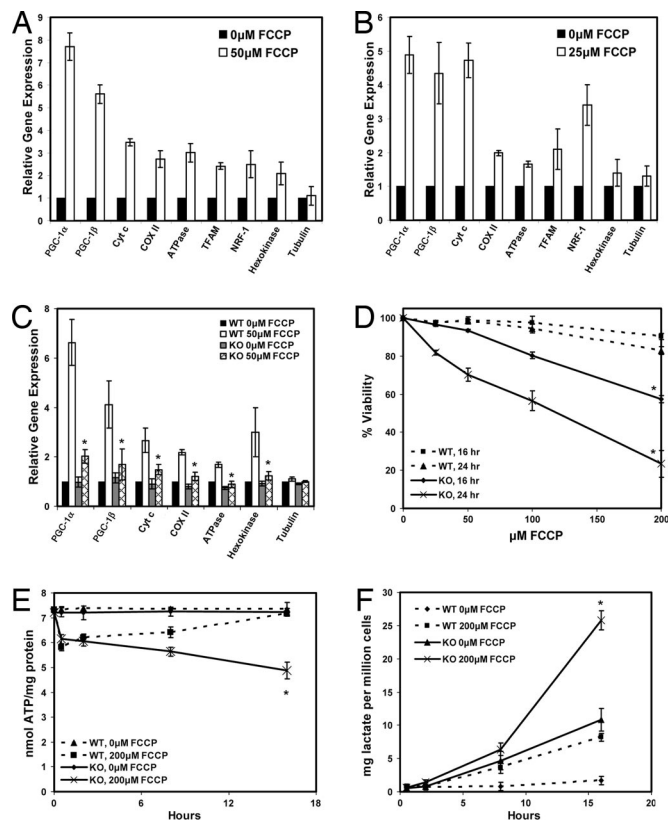 A
B
Relative Gene Expression
9
8
7
6
5
4
3
2
1
0
0µM FCCP
50µM FCCP
PGC-1α
PGC-1β
Cyt c
COX II
ATPase
TFAM
NRF-1
Hexokinase
Tubulin
Relative Gene Expression
6
5
4
3
2
1
0
0µM FCCP
25µM FCCP
PGC-1α
PGC-1β
Cyt c
COX II
ATPase
TFAM
NRF-1
Hexokinase
Tubulin
C
D
Relative Gene Expression
8
6
4
2
0
WT 0µM FCCP
WT 50µM FCCP
KO 0µM FCCP
KO 50µM FCCP
* * * * * *
PGC-1α
PGC-1β
Cyt c
COX II
ATPase
Hexokinase
Tubulin
% Viability
100
80
60
40
20
0.0
WT, 16 hr
WT, 24 hr
KO, 16 hr
KO, 24 hr
*
*
0 50 100 150 200
µM FCCP
E
F
nmol ATP/mg protein
8
7
6
5
4
3
2
1
0
WT, 0µM FCCP
WT, 200µM FCCP
KO, 0µM FCCP
KO, 200µM FCCP
*
0 6 12 18
Hours
mg lactate per million cells
30
25
20
15
10
5
0
WT 0µM FCCP
WT 200µM FCCP
KO 0µM FCCP
KO 200µM FCCP
*
0 5 10 15
Hours